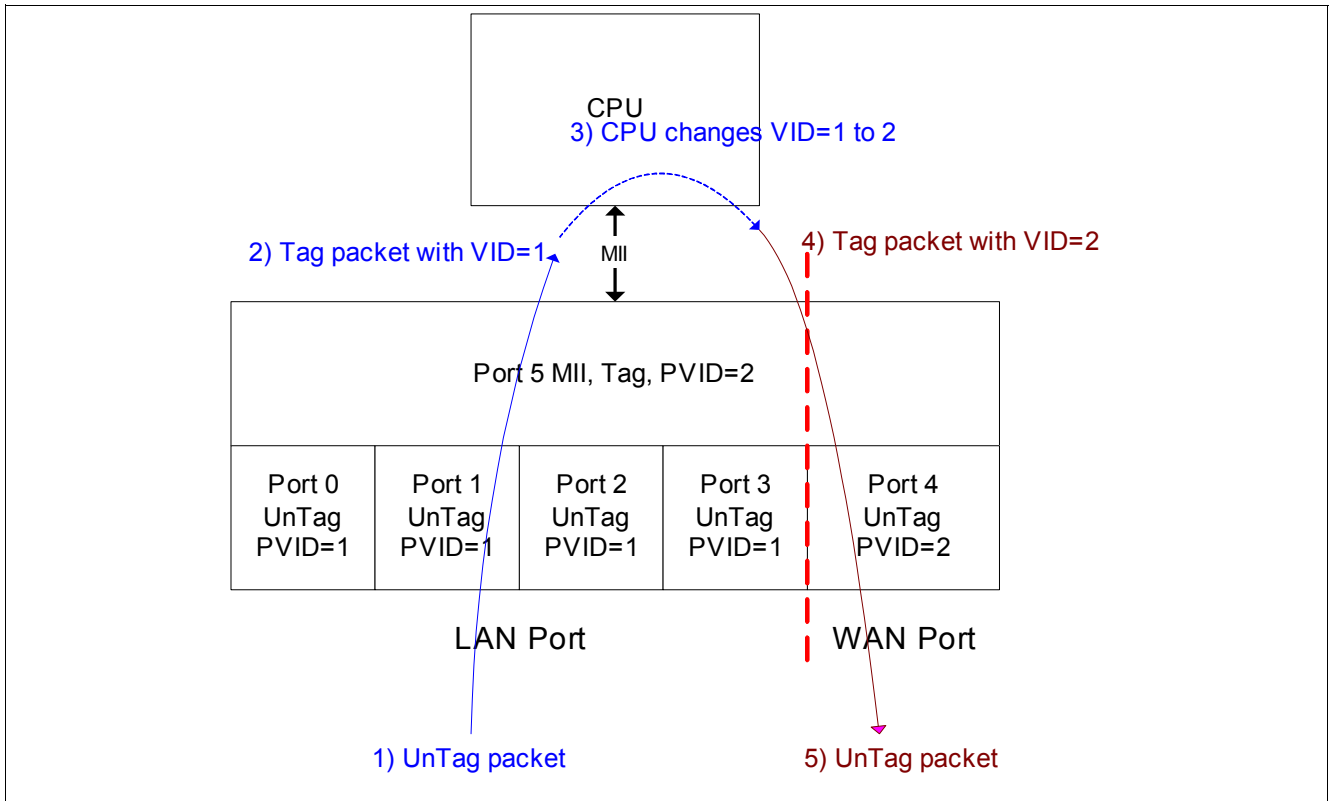 CPU
3) CPU changes VID=1 to 2
2) Tag packet with VID=1
MII
4) Tag packet with VID=2
Port 5 MII, Tag, PVID=2
Port 0
UnTag
PVID=1
Port 1
UnTag
PVID=1
Port 2
UnTag
PVID=1
Port 3
UnTag
PVID=1
Port 4
UnTag
PVID=2
LAN Port
WAN Port
1) UnTag packet
5) UnTag packet